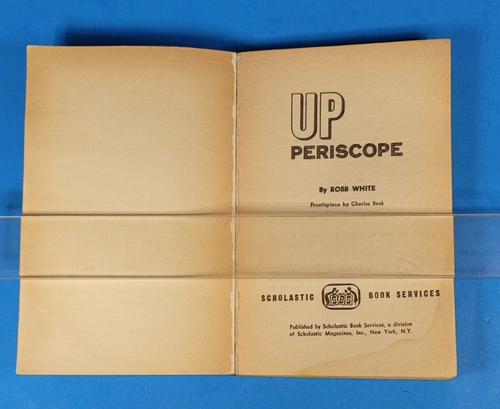 UP
PERISCOPE
By ROBB WHITE
Frontispiece by Charles Beck
SCHOLASTIC SBS BOOK SERVICES
Published by Scholastic Book Services, a division
of Scholastic Magazines, Inc., New York, N.Y.